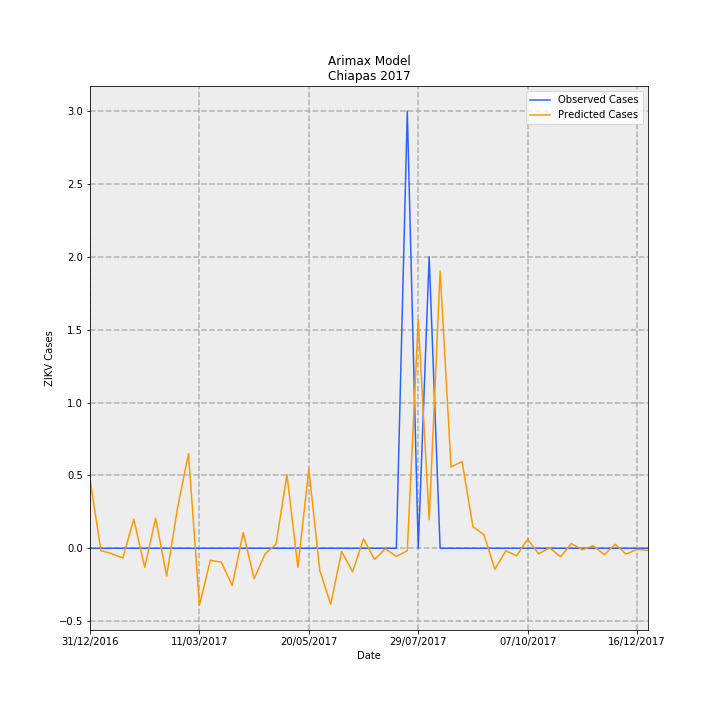 Arimax Model
Chiapas 2017
Observed Cases
Predicted Cases
3.0
2.5
2.0
1.5
1.0
0.5
0.0
−0.5
ZIKV Cases
31/12/2016
11/03/2017
20/05/2017
29/07/2017
07/10/2017
16/12/2017
Date